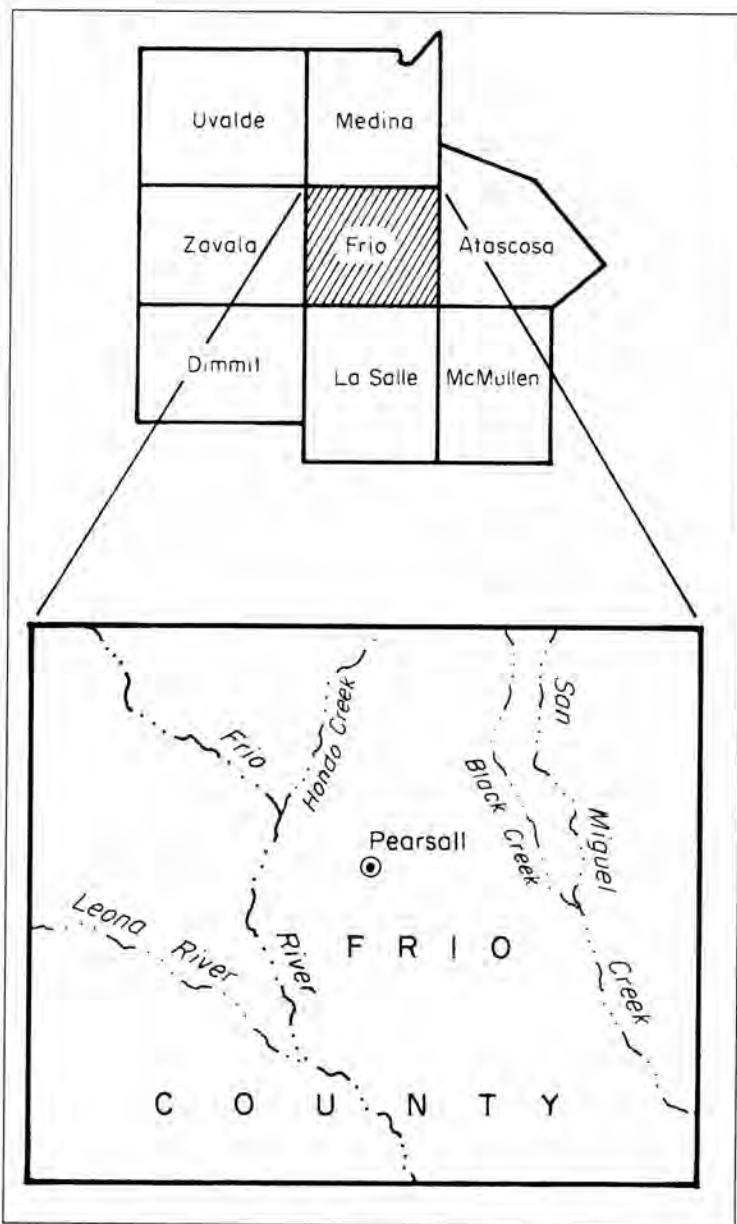 Uvalde
Medina
Zavala
Frio
Atascosa
Dimmit
La Salle
McMullen
Frio
Hondo Creek
San
Black Creek
Miguel
Pearsall
Leona
River
River
FRIO
Creek
COUNTY